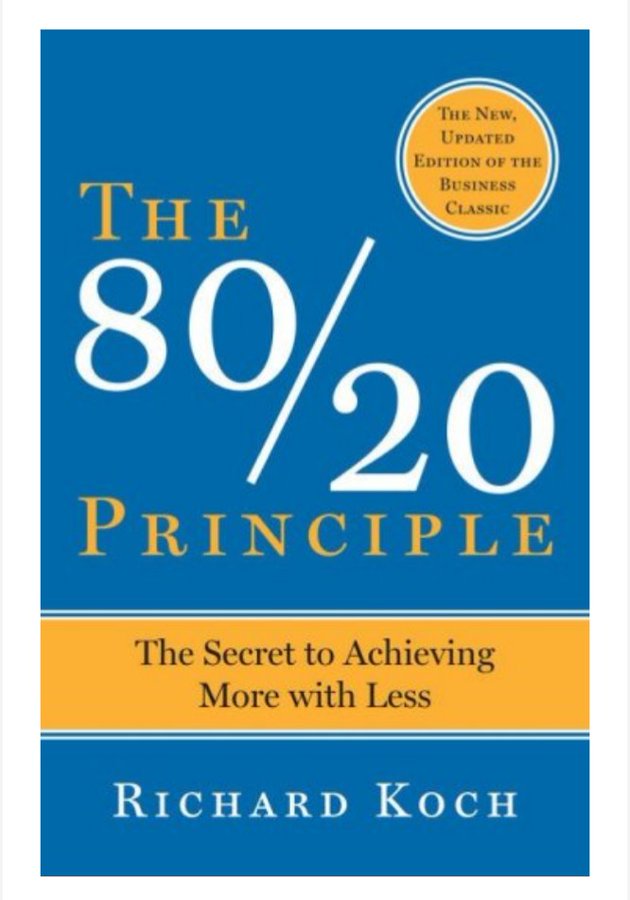 The New,
Updated
Edition of the
Business
Classic
The
80/20
Principle
The Secret to Achieving
More with Less
Richard Koch